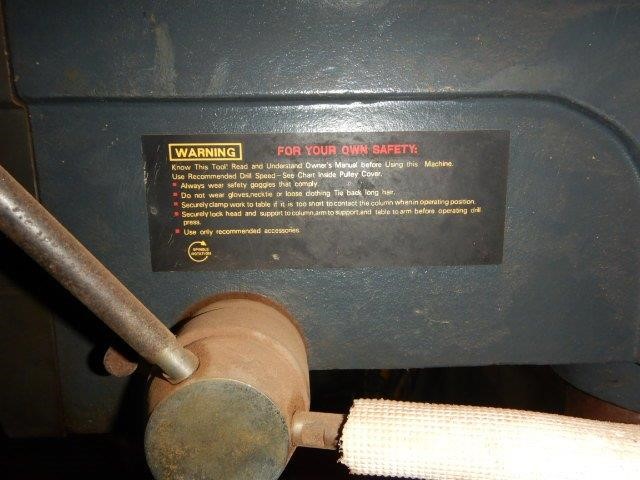 WARNING FOR YOUR OWN SAFETY:
Know This Tool! Read and Understand Owner's Manual before Using this Machine.
Use Recommended Drill Speed-See Chart Inside Pulley Cover.
Always wear safety goggles that comply.
Do not wear gloves,necktie or loose clothing Tie back long hair.
Securely clamp work to table if it is too short to contact the column when in operating position.
Securely lock head and support to column,arm to support,and table to arm before operating drill
press.
Use only recommended accessories.
SPINDLE
ROTATION